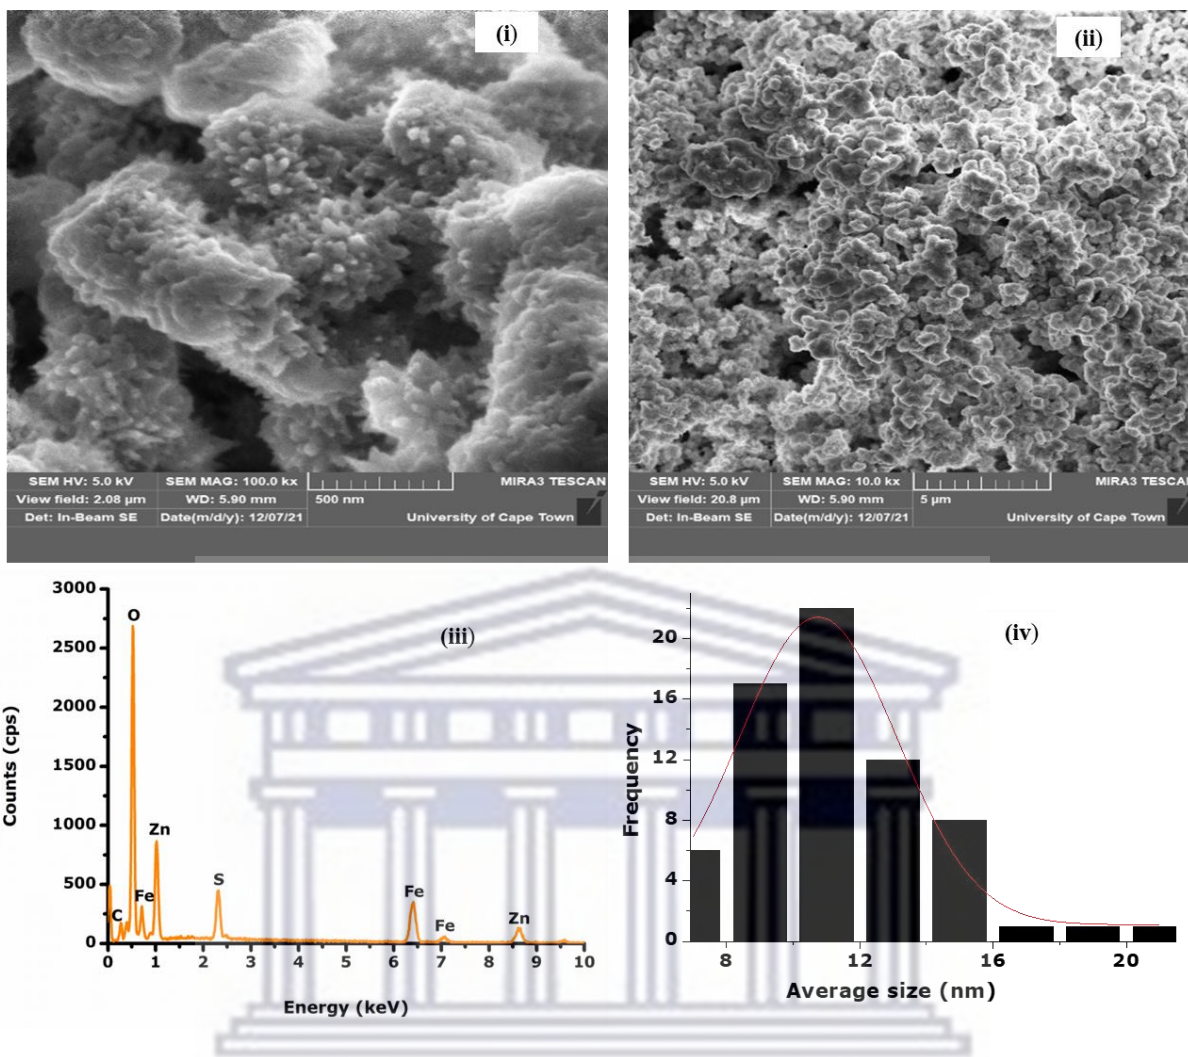 (i)
SEM HV: 5.0 kV SEM MAG: 100.0 kx MIRA3 TESCAN
View field: 2.08 µm WD: 5.90 mm 500 nm
Det: In-Beam SE Date(m/d/y): 12/07/21 University of Cape Town
(ii)
SEM HV: 5.0 kV SEM MAG: 10.0 kx MIRA3 TESCAN
View field: 20.8 µm WD: 5.90 mm 5 µm
Det: In-Beam SE Date(m/d/y): 12/07/21 University of Cape Town
(iii)
Counts (cps)
3000
2500
2000
1500
1000
500
0
O
Zn
Fe
C
S
Fe
Fe
Zn
0 1 2 3 4 5 6 7 8 9 10
Energy (keV)
(iv)
Frequency
20
16
12
8
4
0
8 12 16 20
Average size (nm)